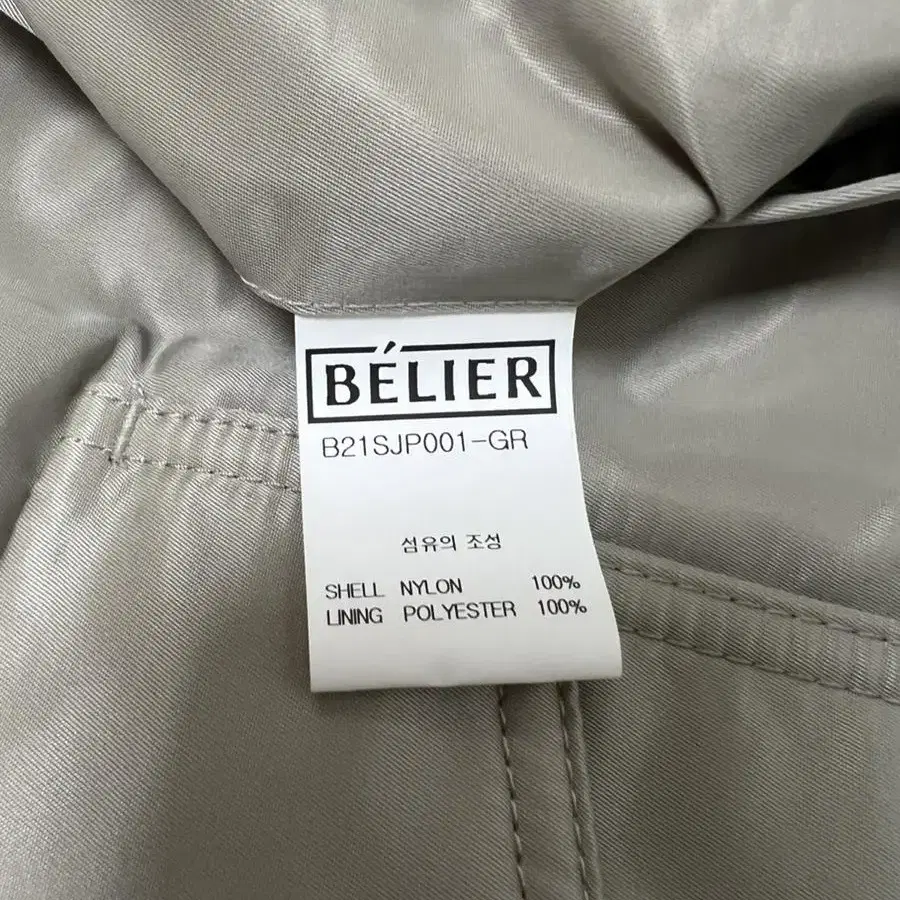 BÉLIER
B21SJP001-GR
섬유의 조성
SHELL NYLON 100%
LINING POLYESTER 100%